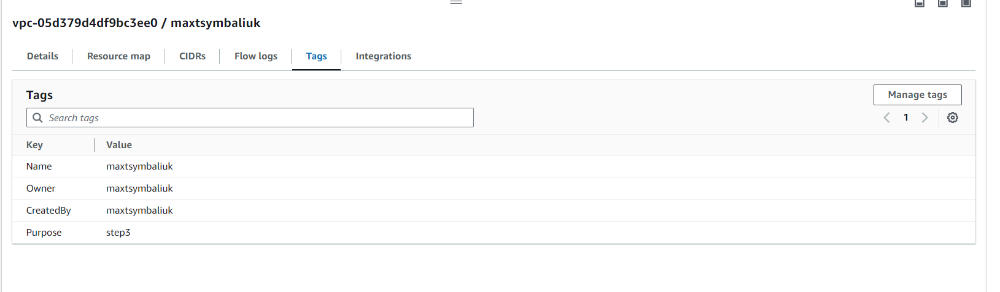 vpc-05d379d4df9bc3ee0 / maxtsymbaliuk
Details Resource map CIDRs Flow logs Tags Integrations
Tags Manage tags
Search tags 1
Key Value
Name maxtsymbaliuk
Owner maxtsymbaliuk
CreatedBy maxtsymbaliuk
Purpose step3